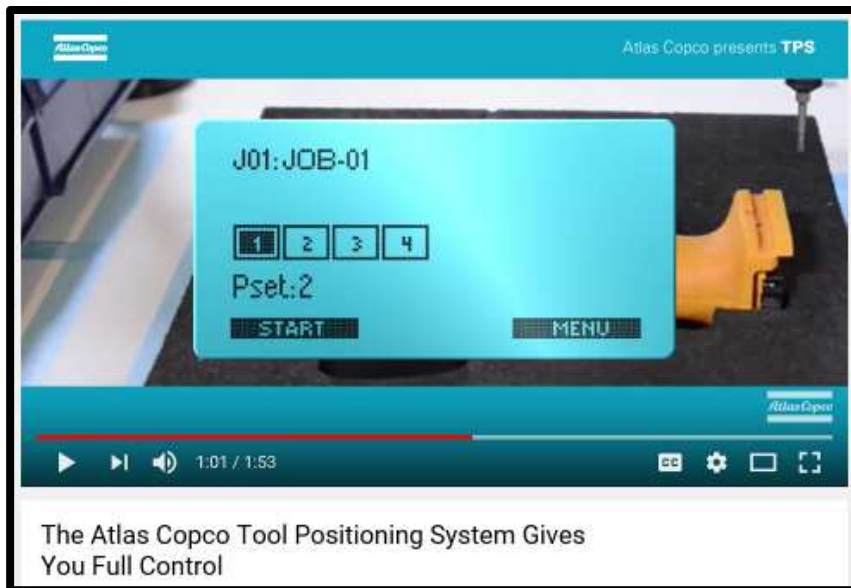 Atlas Copco
Atlas Copco presents TPS
J01:JOB-01
1 2 3 4
Pset:2
START MENU
Atlas Copco
1:01 / 1:53
CC
The Atlas Copco Tool Positioning System Gives
You Full Control